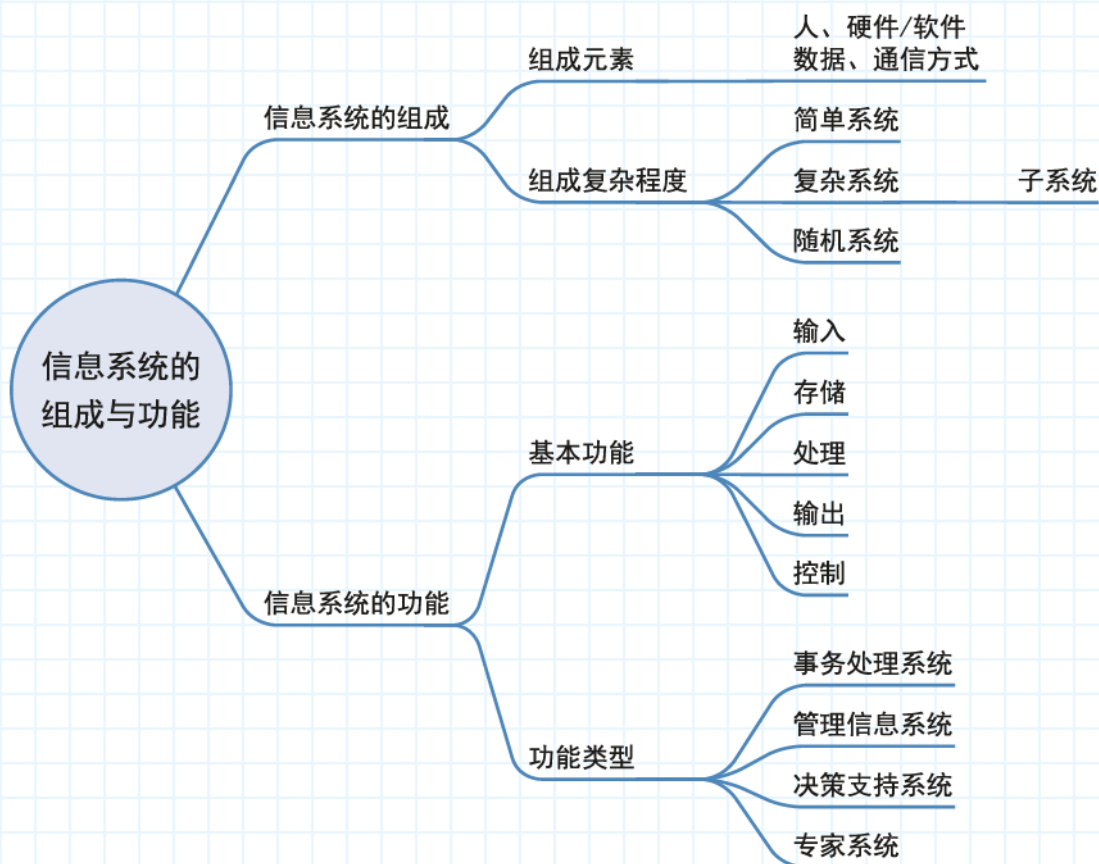 人、硬件/软件
数据、通信方式
组成元素
信息系统的组成
简单系统
组成复杂程度
复杂系统
子系统
随机系统
信息系统的
组成与功能
输入
存储
基本功能
处理
输出
控制
信息系统的功能
事务处理系统
管理信息系统
功能类型
决策支持系统
专家系统